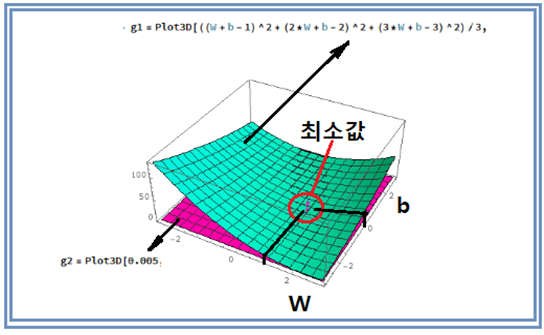 g1 = Plot3D[((W + b - 1) ^2 + (2*W + b - 2) ^2 + (3*W + b - 3) ^2) / 3,
최소값
100
50
0
-2
0
2
-2
0
2
b
W
g2 = Plot3D[0.005,